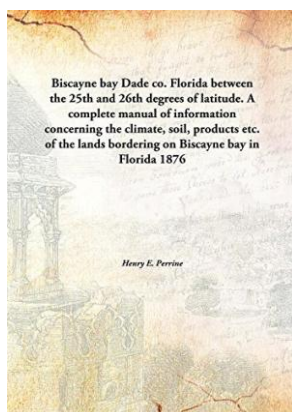 Biscayne bay Dade co. Florida between
the 25th and 26th degrees of latitude. A
complete manual of information
concerning the climate, soil, products etc.
of the lands bordering on Biscayne bay in
Florida 1876
Henry E. Perrine